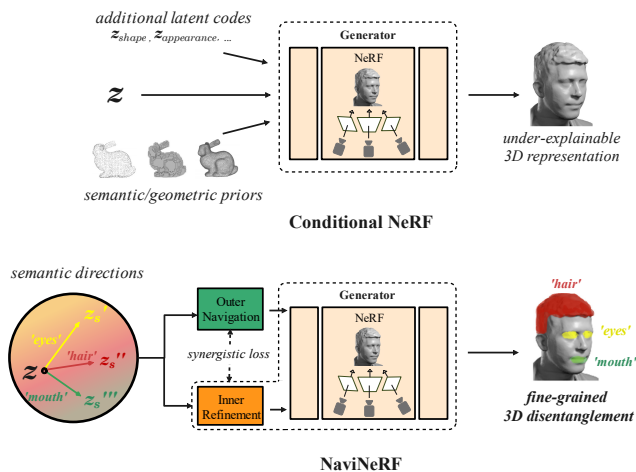 additional latent codes
z_shape, z_appearance, ...
Generator
NeRF
z
under-explainable
3D representation
semantic/geometric priors
Conditional NeRF
semantic directions
z_s'
'eyes'
'hair'
z_s''
z
'mouth'
z_s'''
Outer
Navigation
synergistic loss
Inner
Refinement
Generator
NeRF
'hair'
'eyes'
'mouth'
fine-grained
3D disentanglement
NaviNeRF